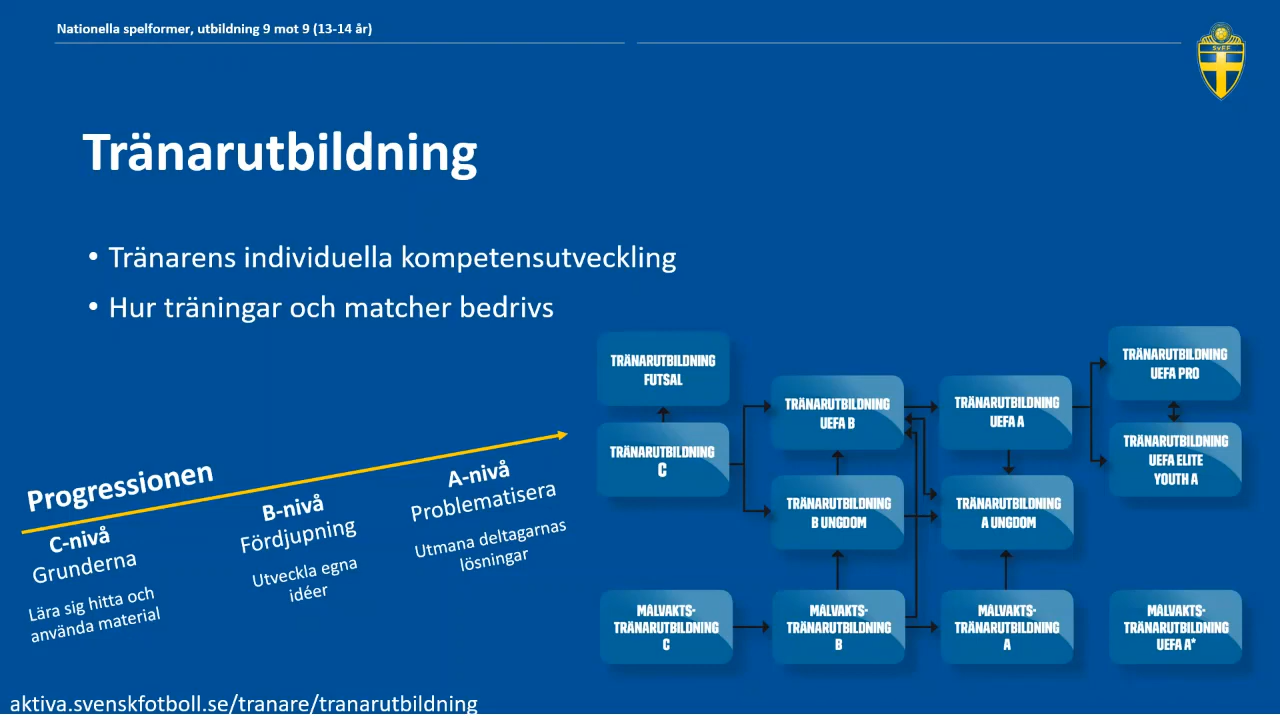 Nationella spelformer, utbildning 9 mot 9 (13-14 år)
SvFF
Tränarutbildning
• Tränarens individuella kompetensutveckling
• Hur träningar och matcher bedrivs
Progressionen
C-nivå
Grunderna
Lära sig hitta och
använda material
B-nivå
Fördjupning
Utveckla egna
idéer
A-nivå
Problematisera
Utmana deltagarnas
lösningar
TRÄNARUTBILDNING
FUTSAL
TRÄNARUTBILDNING
C
TRÄNARUTBILDNING
UEFA B
TRÄNARUTBILDNING
B UNGDOM
TRÄNARUTBILDNING
UEFA A
TRÄNARUTBILDNING
A UNGDOM
TRÄNARUTBILDNING
UEFA PRO
TRÄNARUTBILDNING
UEFA ELITE
YOUTH A
MÅLVAKTS-
TRÄNARUTBILDNING
C
MÅLVAKTS-
TRÄNARUTBILDNING
B
MÅLVAKTS-
TRÄNARUTBILDNING
A
MÅLVAKTS-
TRÄNARUTBILDNING
UEFA A*
aktiva.svenskfotboll.se/tranare/tranarutbildning